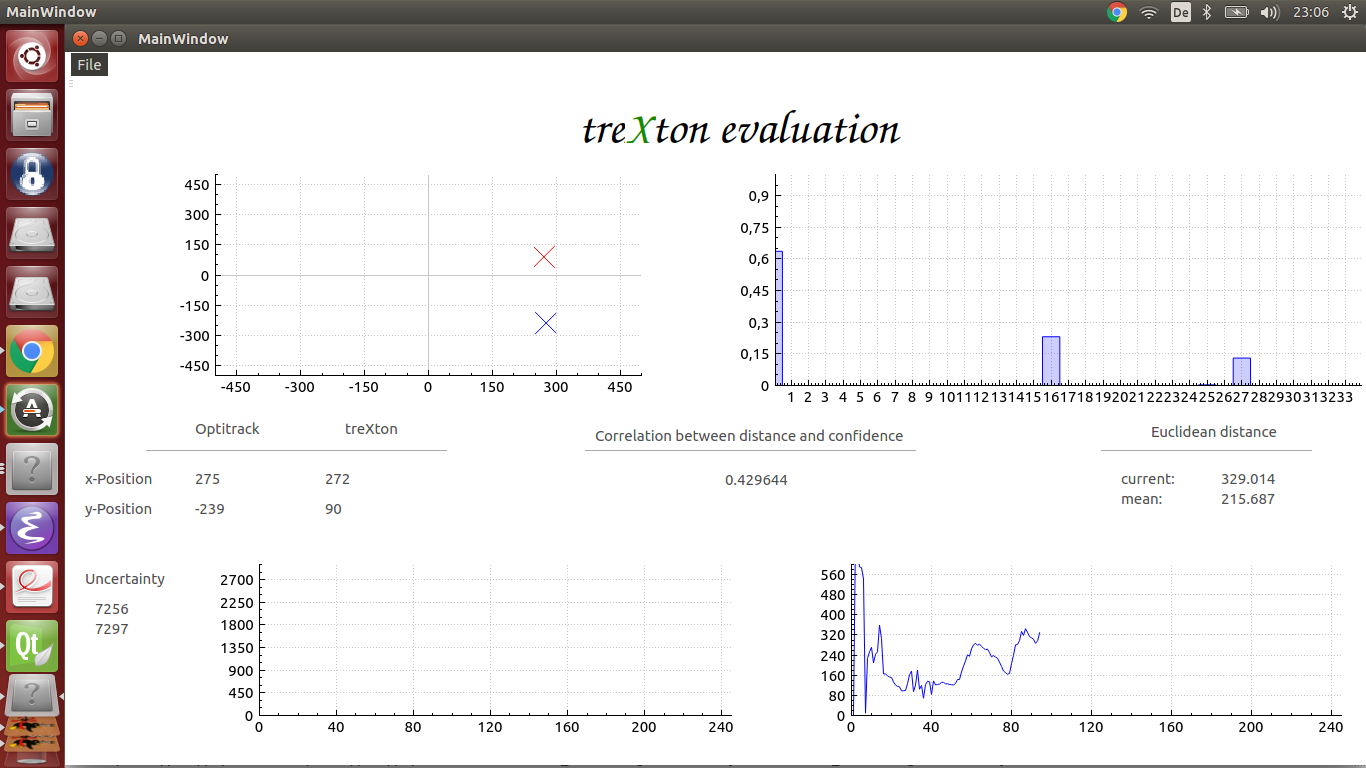 MainWindow De 23:06
MainWindow
File
treXton evaluation
450
300
150
0
-150
-300
-450
-450 -300 -150 0 150 300 450
0,9
0,75
0,6
0,45
0,3
0,15
0
1 2 3 4 5 6 7 8 9 10 11 12 13 14 15 16 17 18 19 20 21 22 23 24 25 26 27 28 29 30 31 32 33
Optitrack treXton
x-Position 275 272
y-Position -239 90
Correlation between distance and confidence
0.429644
Euclidean distance
current: 329.014
mean: 215.687
Uncertainty
7256
7297
2700
2250
1800
1350
900
450
0
0 40 80 120 160 200 240
560
480
400
320
240
160
80
0
0 40 80 120 160 200 240
A
?
Qt
?